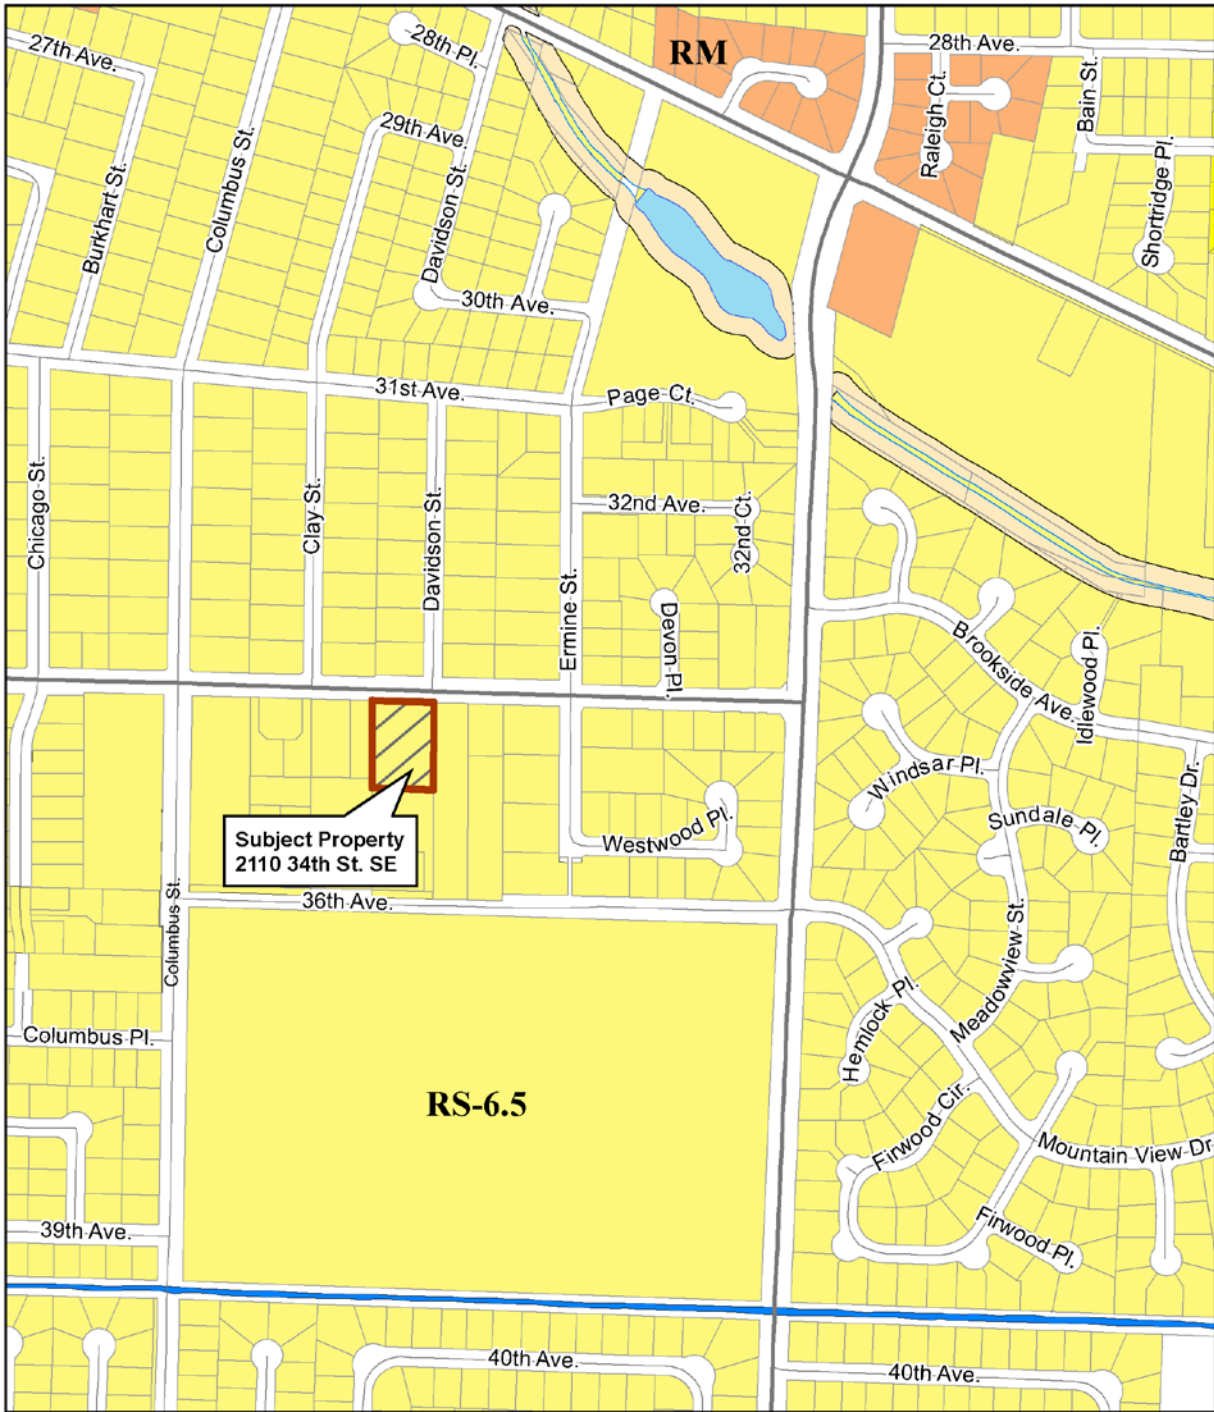 27th Ave.
28th Pl.
RM
28th Ave.
Bain St.
Raleigh Ct.
Shortridge Pl.
29th Ave.
Columbus St.
Burkhart St.
Davidson St.
30th Ave.
31st Ave.
Page Ct.
Chicago St.
Clay St.
Davidson St.
32nd Ave.
32nd Ct.
Ermine St.
Devon Pl.
Brookside Ave.
Idlewood Pl.
Windsar Pl.
Sundale Pl.
Bartley Dr.
Westwood Pl.
Subject Property
2110 34th St. SE
36th Ave.
Columbus St.
Meadowview St.
Hemlock Pl.
Columbus Pl.
RS-6.5
Firwood Cir.
Mountain View Dr
Firwood Pl.
39th Ave.
40th Ave.
40th Ave.